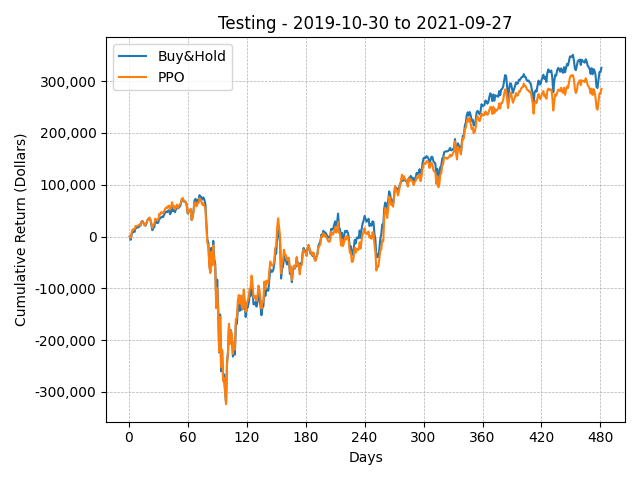 Testing - 2019-10-30 to 2021-09-27
Buy&Hold
PPO
Cumulative Return (Dollars)
300,000
200,000
100,000
0
-100,000
-200,000
-300,000
0 60 120 180 240 300 360 420 480
Days